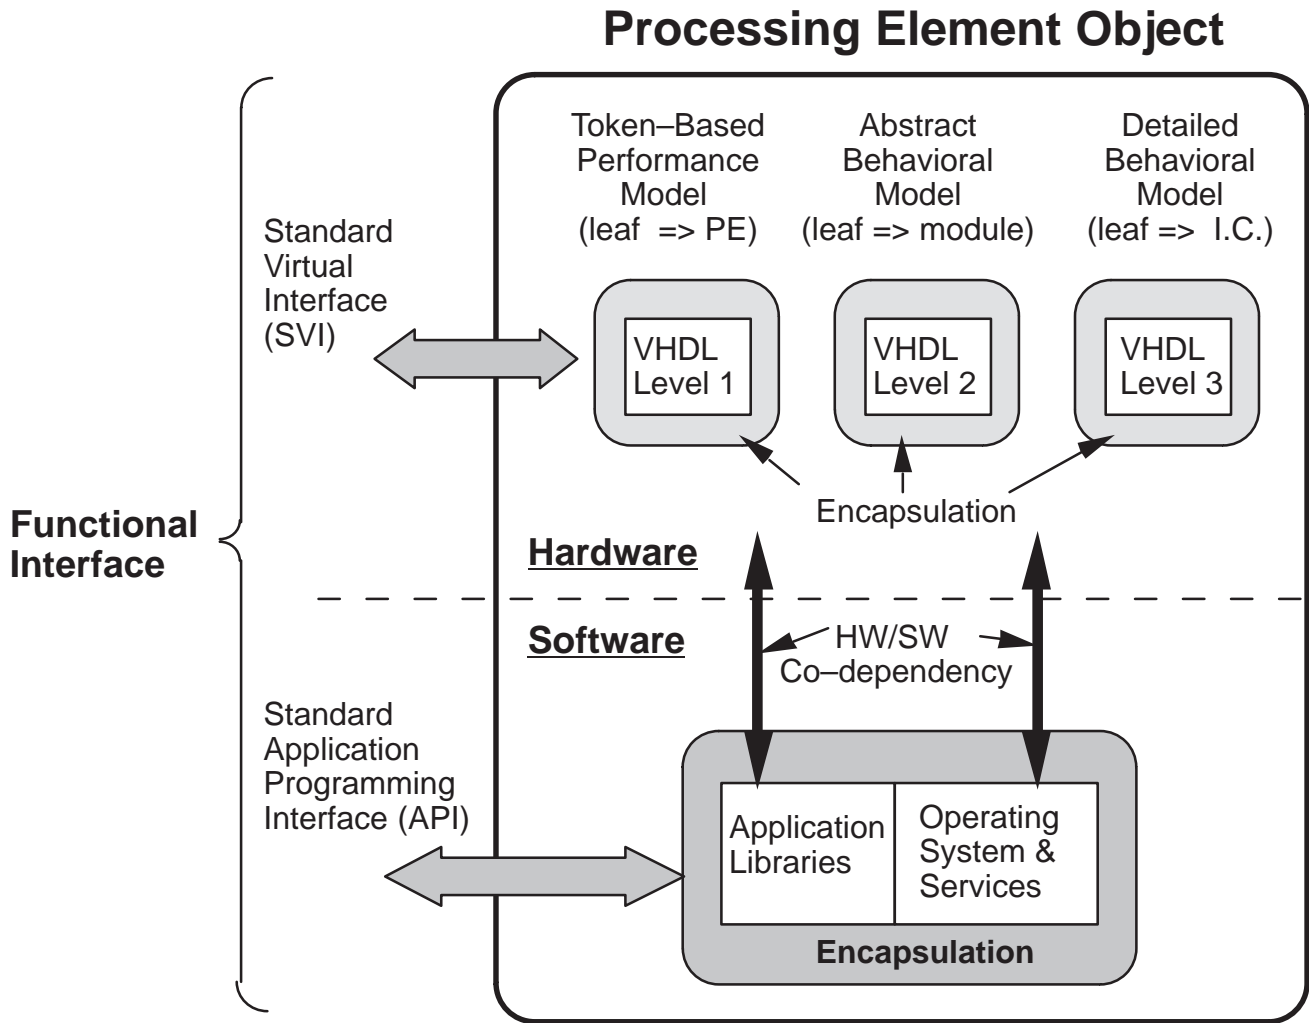 Processing Element Object
Token–Based
Performance
Model
(leaf => PE)
Abstract
Behavioral
Model
(leaf => module)
Detailed
Behavioral
Model
(leaf => I.C.)
Standard
Virtual
Interface
(SVI)
VHDL
Level 1
VHDL
Level 2
VHDL
Level 3
Encapsulation
Functional
Interface
Hardware
Software
HW/SW
Co–dependency
Standard
Application
Programming
Interface (API)
Application
Libraries
Operating
System &
Services
Encapsulation